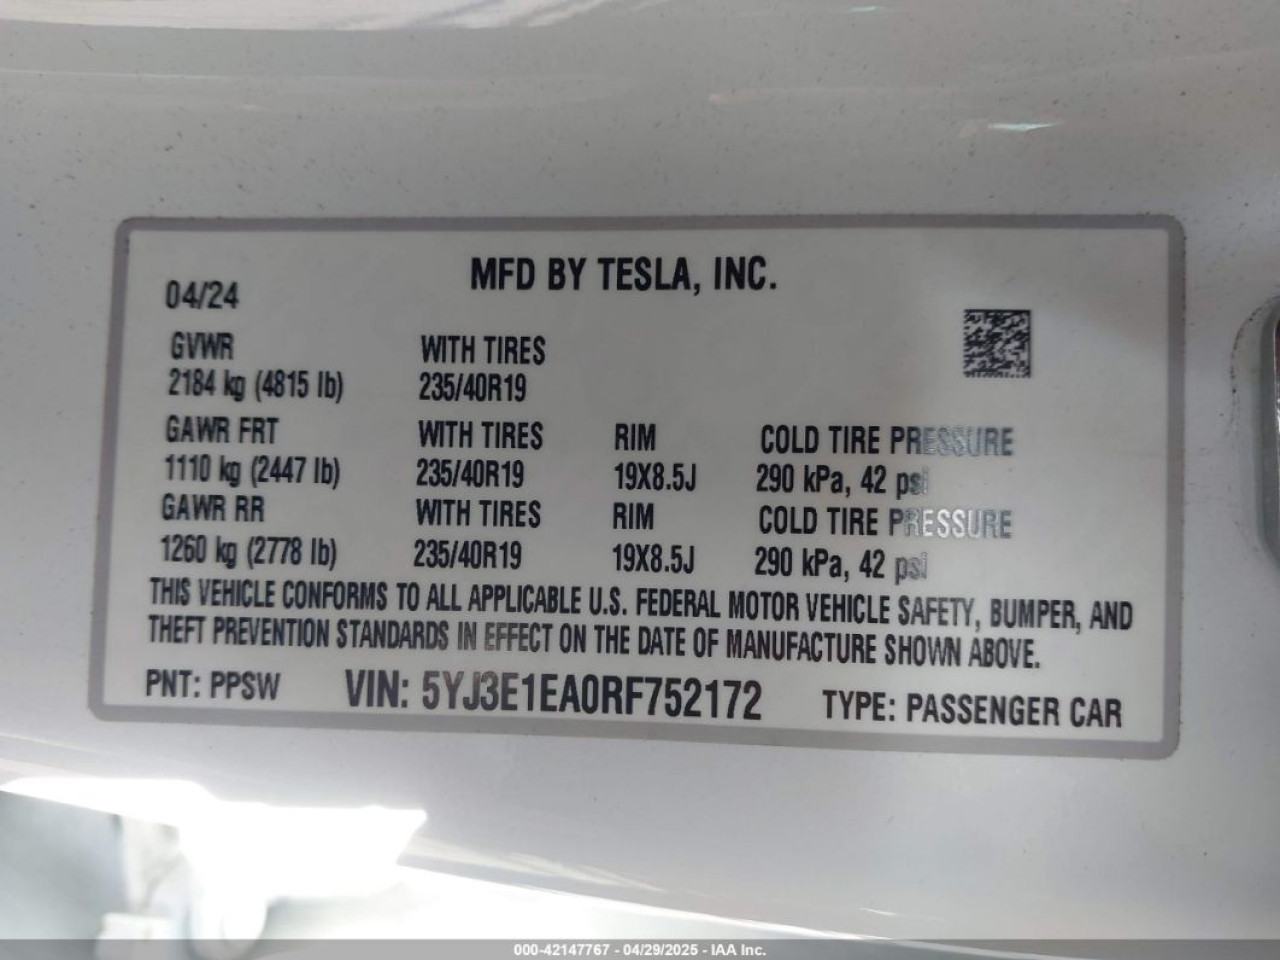 MFD BY TESLA, INC.
04/24
GVWR WITH TIRES
2184 kg (4815 lb) 235/40R19
GAWR FRT WITH TIRES RIM COLD TIRE PRESSURE
1110 kg (2447 lb) 235/40R19 19X8.5J 290 kPa, 42 psi
GAWR RR WITH TIRES RIM COLD TIRE PRESSURE
1260 kg (2778 lb) 235/40R19 19X8.5J 290 kPa, 42 psi
THIS VEHICLE CONFORMS TO ALL APPLICABLE U.S. FEDERAL MOTOR VEHICLE SAFETY, BUMPER, AND
THEFT PREVENTION STANDARDS IN EFFECT ON THE DATE OF MANUFACTURE SHOWN ABOVE.
PNT: PPSW VIN: 5YJ3E1EA0RF752172 TYPE: PASSENGER CAR
000-42147767 - 04/29/2025 - IAA Inc.